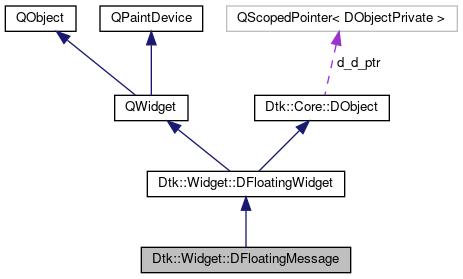 QObject
QPaintDevice
QScopedPointer< DObjectPrivate >
d_d_ptr
QWidget
Dtk::Core::DObject
Dtk::Widget::DFloatingWidget
Dtk::Widget::DFloatingMessage